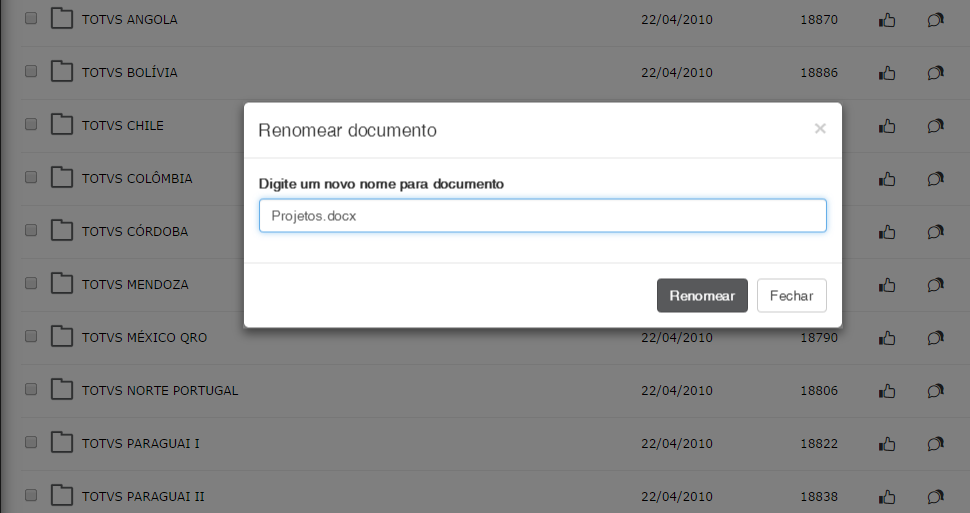 TOTVS ANGOLA 22/04/2010 18870
TOTVS BOLÍVIA 22/04/2010 18886
TOTVS CHILE
Renomear documento ×
TOTVS COLÔMBIA
Digite um novo nome para documento
Projetos.docx
TOTVS CÓRDOBA
TOTVS MENDOZA
Renomear Fechar
TOTVS MÉXICO QRO 22/04/2010 18790
TOTVS NORTE PORTUGAL 22/04/2010 18806
TOTVS PARAGUAI I 22/04/2010 18822
TOTVS PARAGUAI II 22/04/2010 18838